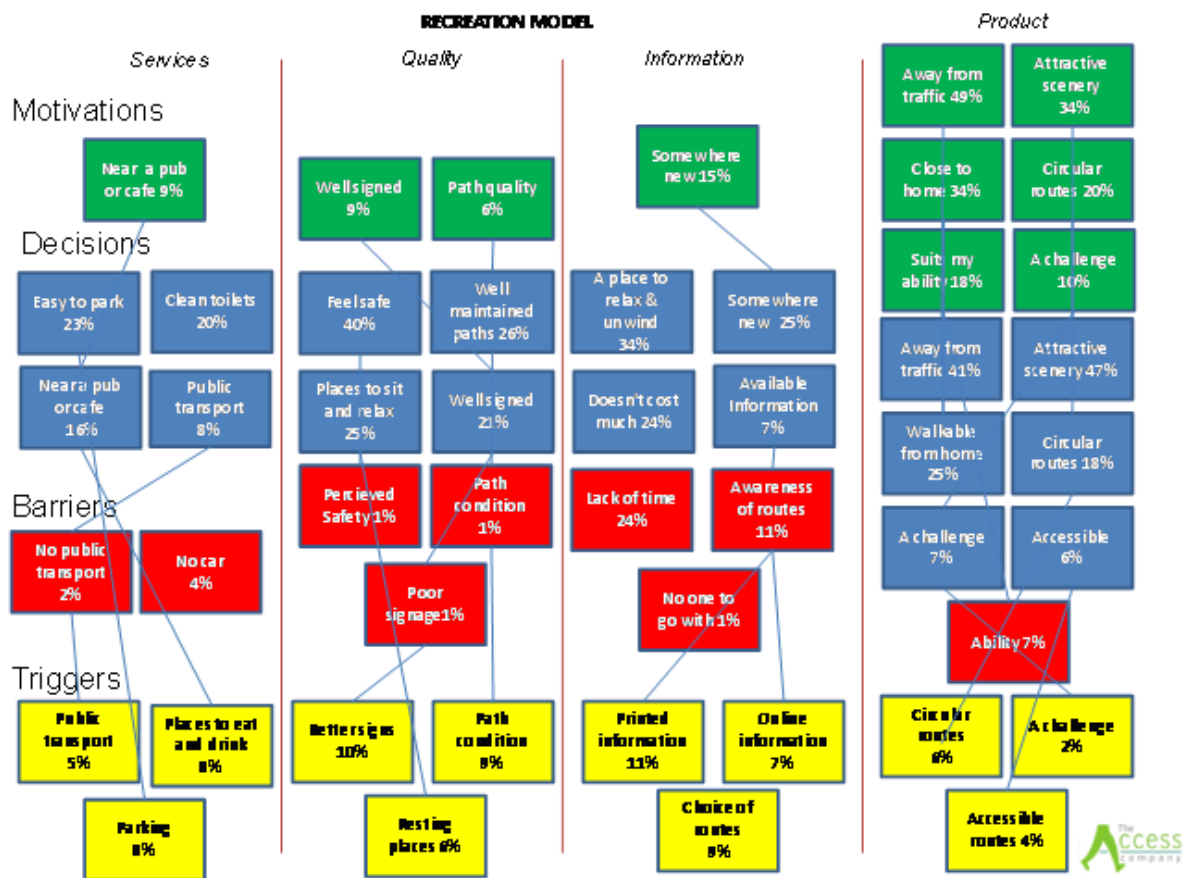 RECREATION MODEL
Services
Quality
Information
Product
Motivations
Near a pub
or cafe 9%
Well signed
9%
Path quality
6%
Somewhere
new 15%
Away from
traffic 49%
Attractive
scenery
34%
Close to
home 34%
Circular
routes 20%
Suits my
ability 18%
A challenge
10%
Decisions
Easy to park
23%
Clean toilets
20%
Near a pub
or cafe
16%
Public
transport
8%
Feel safe
40%
Well
maintained
paths 26%
Places to sit
and relax
25%
Well signed
21%
A place to
relax &
unwind
34%
Somewhere
new 25%
Doesn't cost
much 24%
Available
Information
7%
Away from
traffic 41%
Attractive
scenery 47%
Walkable
from home
25%
Circular
routes 18%
A challenge
7%
Accessible
6%
Barriers
No public
transport
2%
No car
4%
Percieved
Safety 1%
Path
condition
1%
Poor
signage 1%
Lack of time
24%
Awareness
of routes
11%
No one to
go with 1%
Ability 7%
Triggers
Public
transport
5%
Places to eat
and drink
Parking
Better signs
10%
Path
condition
Resting
places 6%
Printed
information
11%
Online
information
7%
Choice of
routes
Circular
routes
A challenge
2%
Accessible
routes 4%
The
Access
company